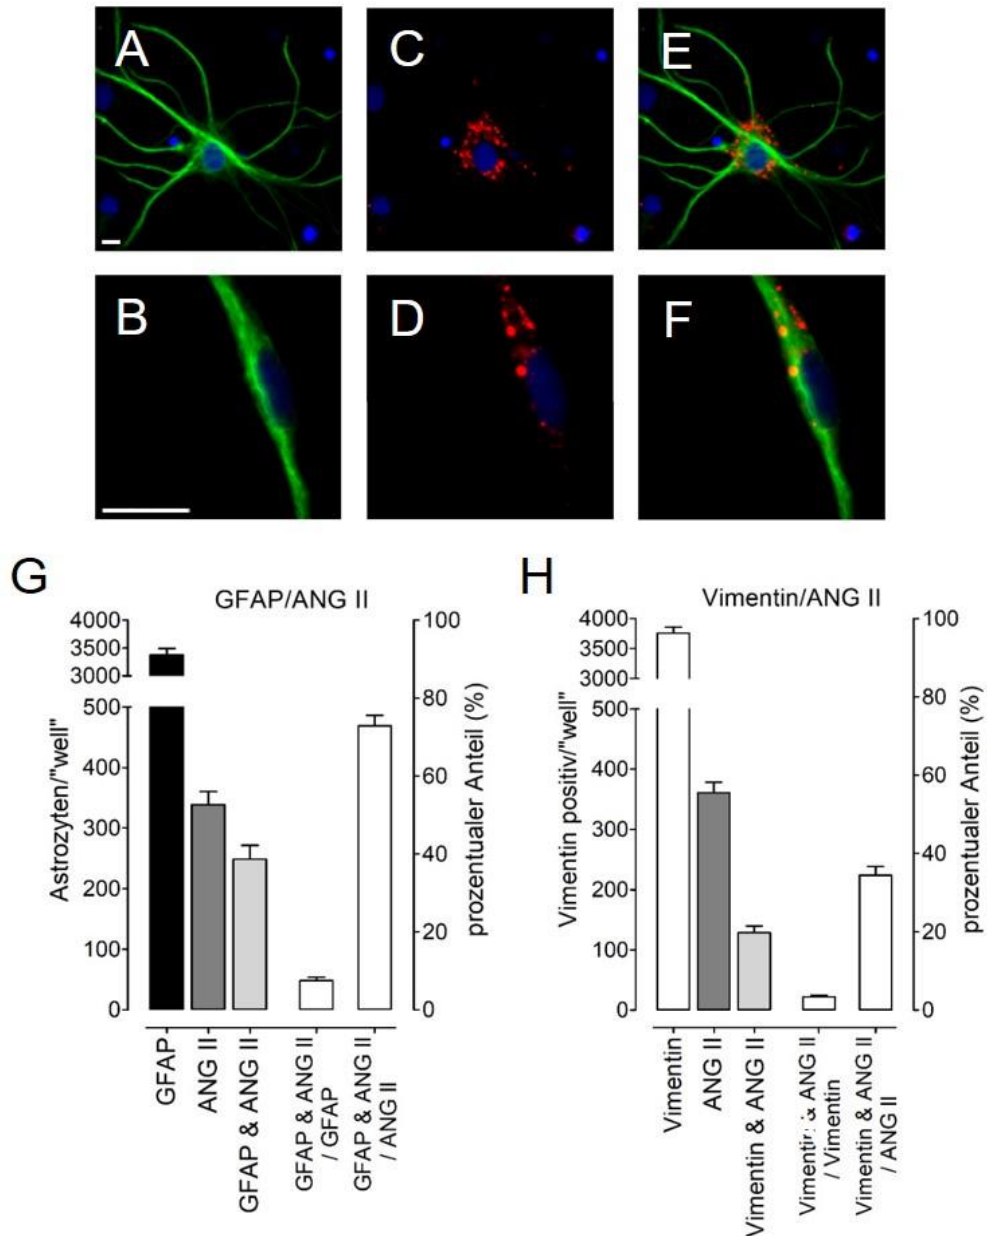 A
C
E
B
D
F
G
GFAP/ANG II
4000
3500
3000
500
400
300
200
100
0
Astrozyten/"well"
100
80
60
40
20
0
prozentualer Anteil (%)
GFAP
ANG II
GFAP & ANG II
GFAP & ANG II
/ GFAP
GFAP & ANG II
/ ANG II
H
Vimentin/ANG II
4000
3500
3000
500
400
300
200
100
0
Vimentin positiv/"well"
100
80
60
40
20
0
prozentualer Anteil (%)
Vimentin
ANG II
Vimentin & ANG II
Vimentin & ANG II
/ Vimentin
Vimentin & ANG II
/ ANG II